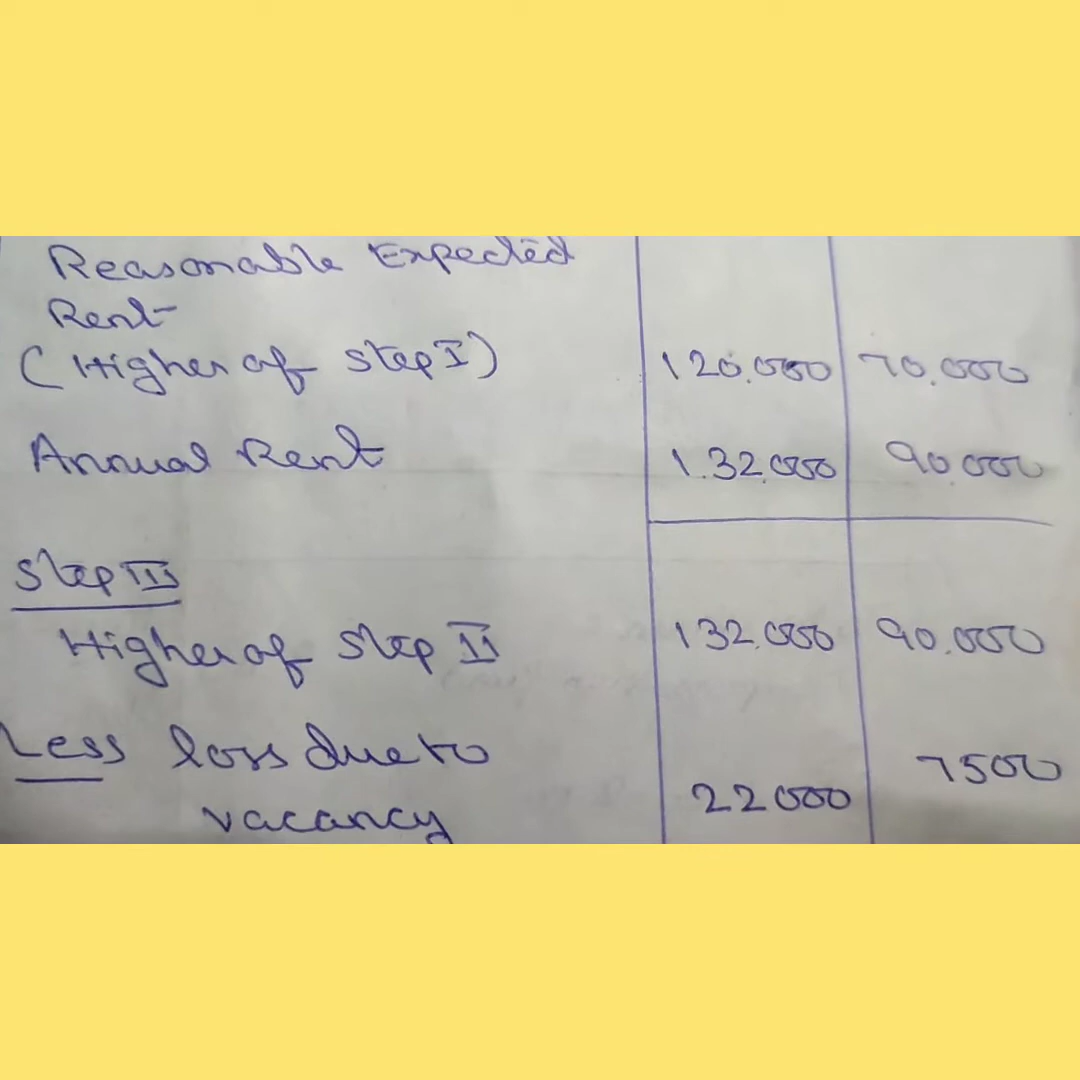 Reasonable Expected
Rent
(Higher of Step I) 120.000 70.000
Annual Rent 1.32.000 90.000
Step III
Higher of Step II 132.000 90.000
Less loss due to 7500
vacancy 22000